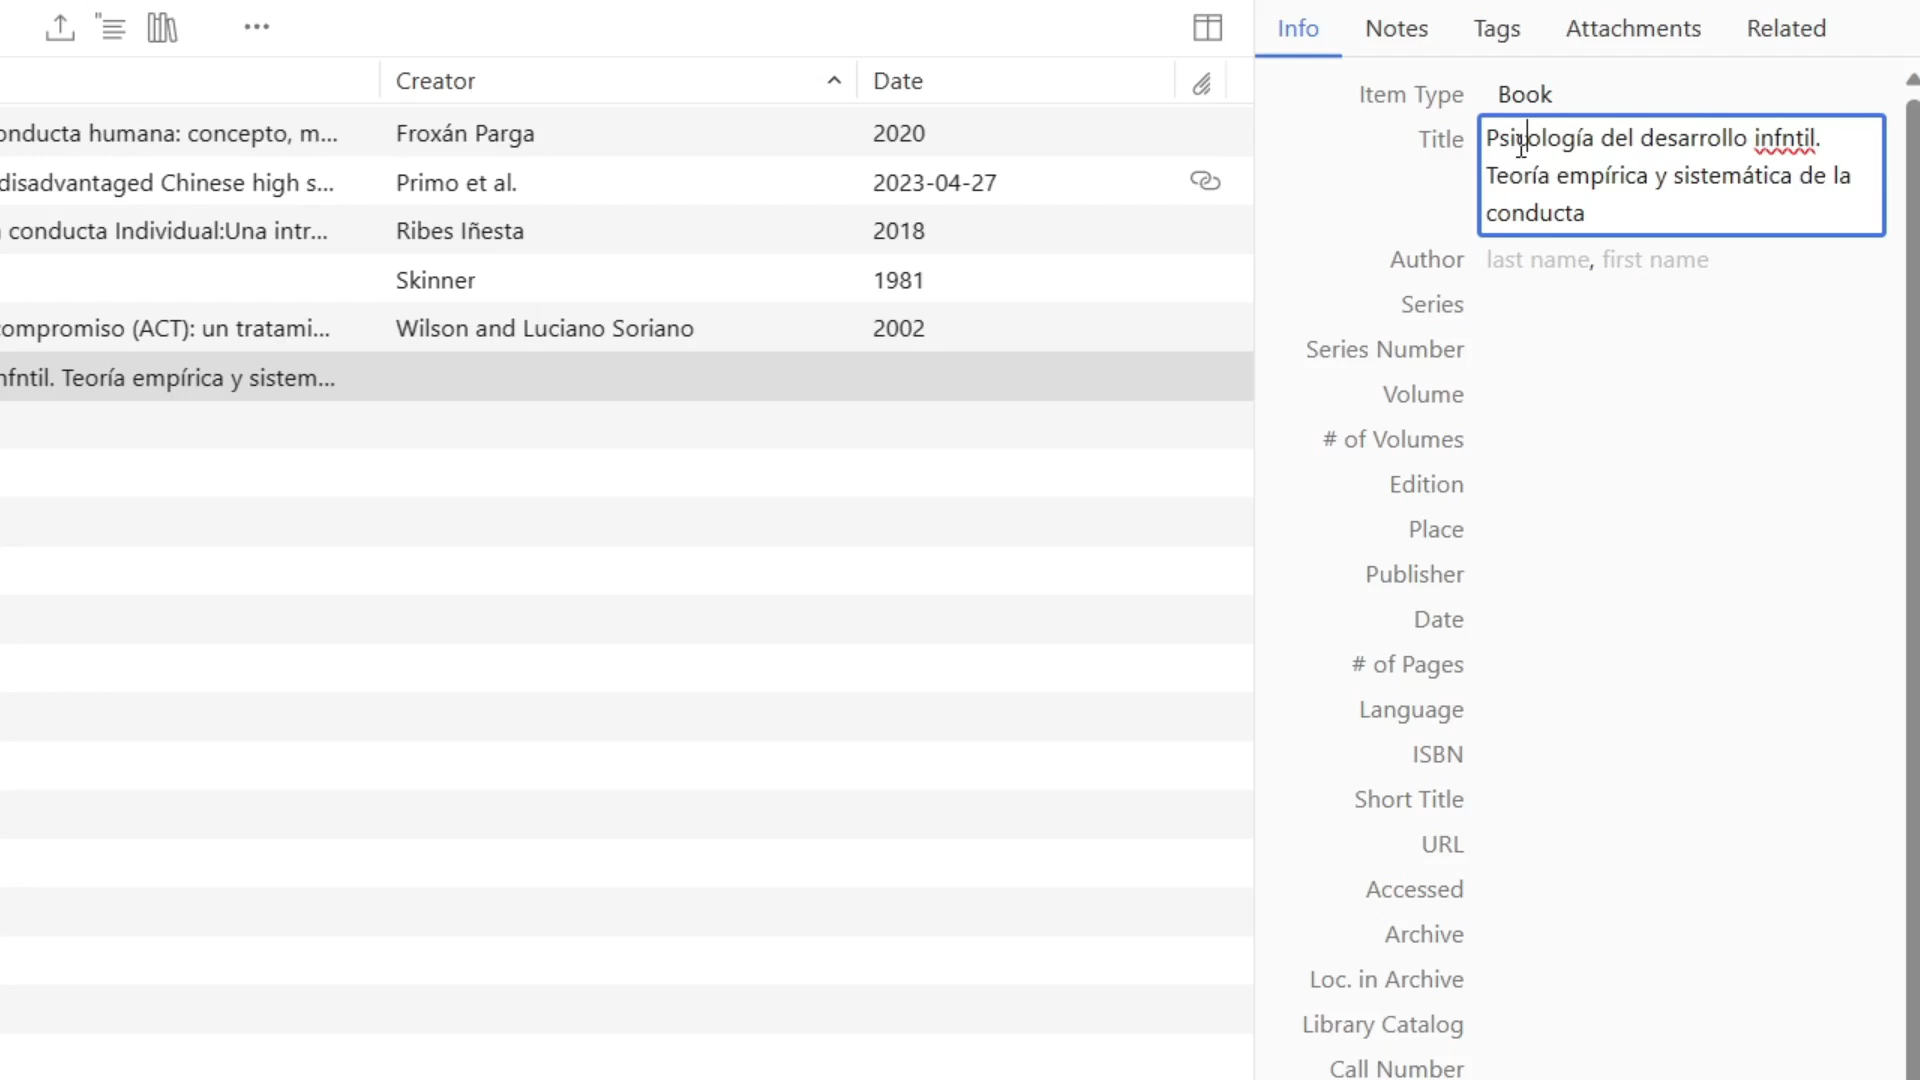 Info Notes Tags Attachments Related
Creator Date
onducta humana: concepto, m... Froxán Parga 2020
disadvantaged Chinese high s... Primo et al. 2023-04-27
conducta Individual:Una intr... Ribes Iñesta 2018
Skinner 1981
ompromiso (ACT): un tratami... Wilson and Luciano Soriano 2002
nfntil. Teoría empírica y sistem...
Item Type Book
Title Psicología del desarrollo infntil.
Teoría empírica y sistemática de la
conducta
Author last name, first name
Series
Series Number
Volume
# of Volumes
Edition
Place
Publisher
Date
# of Pages
Language
ISBN
Short Title
URL
Accessed
Archive
Loc. in Archive
Library Catalog
Call Number